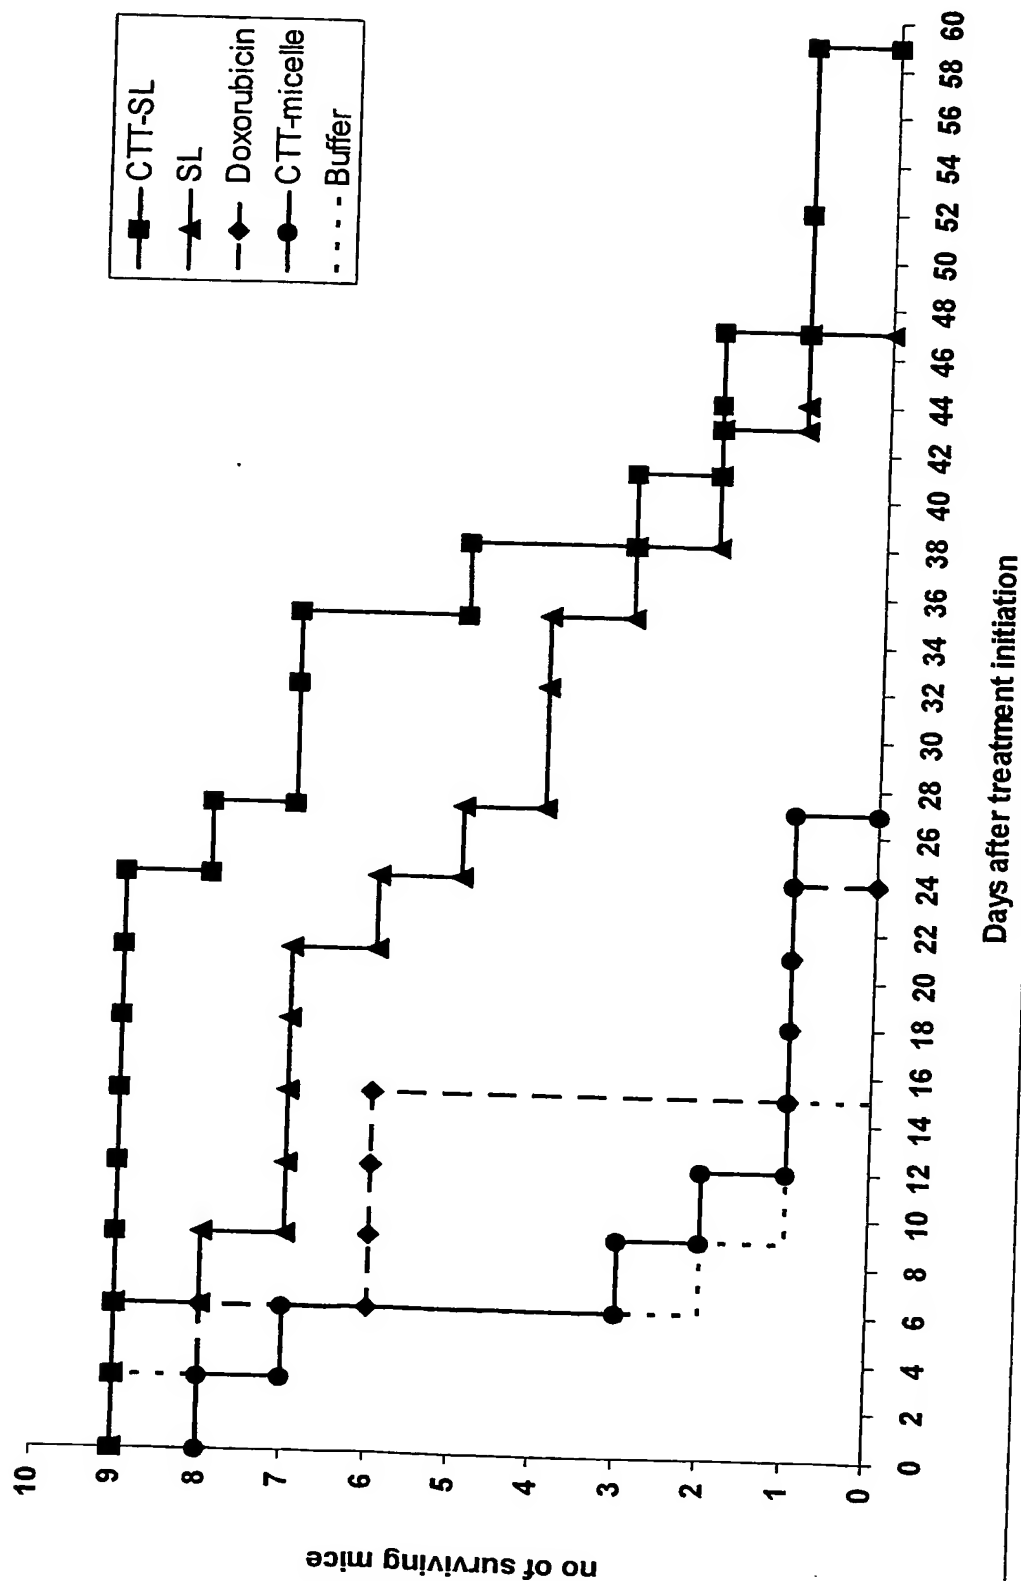 CTT-SL
SL
Doxorubicin
CTT-micelle
Buffer
no of surviving mice
10
9
8
7
6
5
4
3
2
1
0
0 2 4 6 8 10 12 14 16 18 20 22 24 26 28 30 32 34 36 38 40 42 44 46 48 50 52 54 56 58 60
Days after treatment initiation